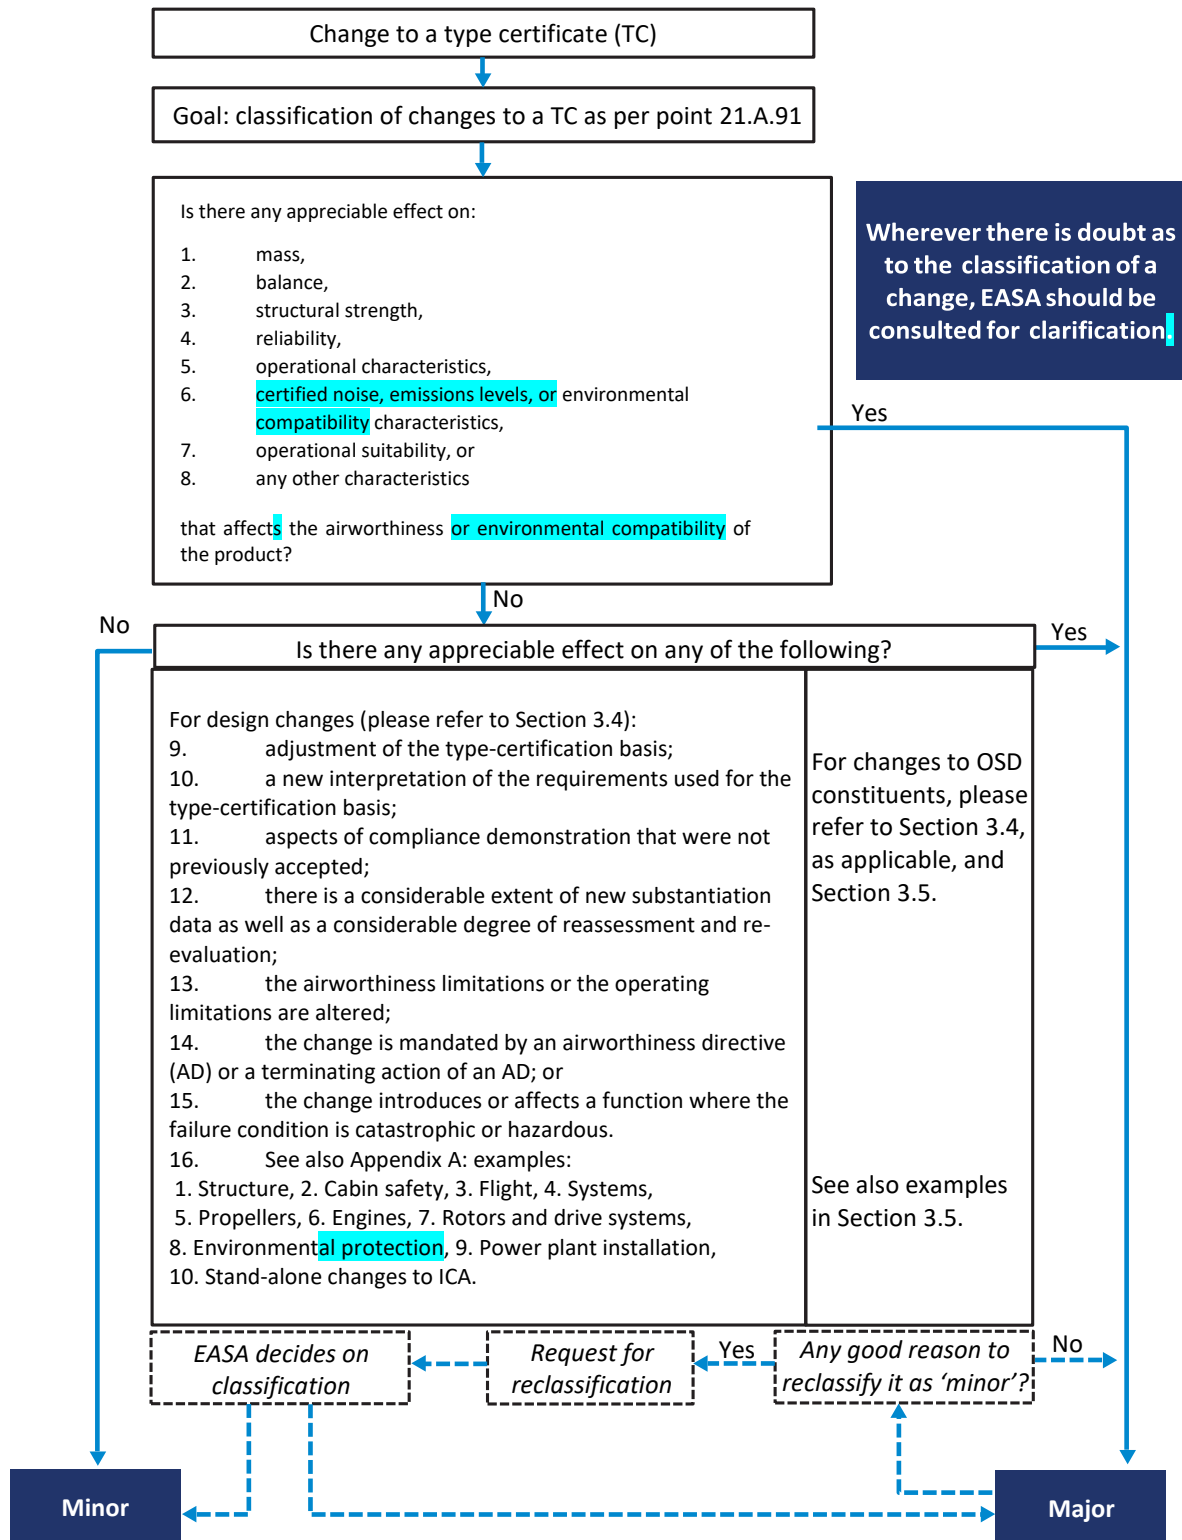 Change to a type certificate (TC)
Goal: classification of changes to a TC as per point 21.A.91
Is there any appreciable effect on:
1. mass,
2. balance,
3. structural strength,
4. reliability,
5. operational characteristics,
6. certified noise, emissions levels, or environmental
compatibility characteristics,
7. operational suitability, or
8. any other characteristics
that affects the airworthiness or environmental compatibility of
the product?
Wherever there is doubt as
to the classification of a
change, EASA should be
consulted for clarification.
Yes
No
No
Is there any appreciable effect on any of the following?
Yes
For design changes (please refer to Section 3.4):
9. adjustment of the type-certification basis;
10. a new interpretation of the requirements used for the
type-certification basis;
11. aspects of compliance demonstration that were not
previously accepted;
12. there is a considerable extent of new substantiation
data as well as a considerable degree of reassessment and re-
evaluation;
13. the airworthiness limitations or the operating
limitations are altered;
14. the change is mandated by an airworthiness directive
(AD) or a terminating action of an AD; or
15. the change introduces or affects a function where the
failure condition is catastrophic or hazardous.
16. See also Appendix A: examples:
1. Structure, 2. Cabin safety, 3. Flight, 4. Systems,
5. Propellers, 6. Engines, 7. Rotors and drive systems,
8. Environmental protection, 9. Power plant installation,
10. Stand-alone changes to ICA.
For changes to OSD
constituents, please
refer to Section 3.4,
as applicable, and
Section 3.5.
See also examples
in Section 3.5.
EASA decides on
classification
Request for
reclassification
Yes
Any good reason to
reclassify it as ‘minor’?
No
Minor
Major